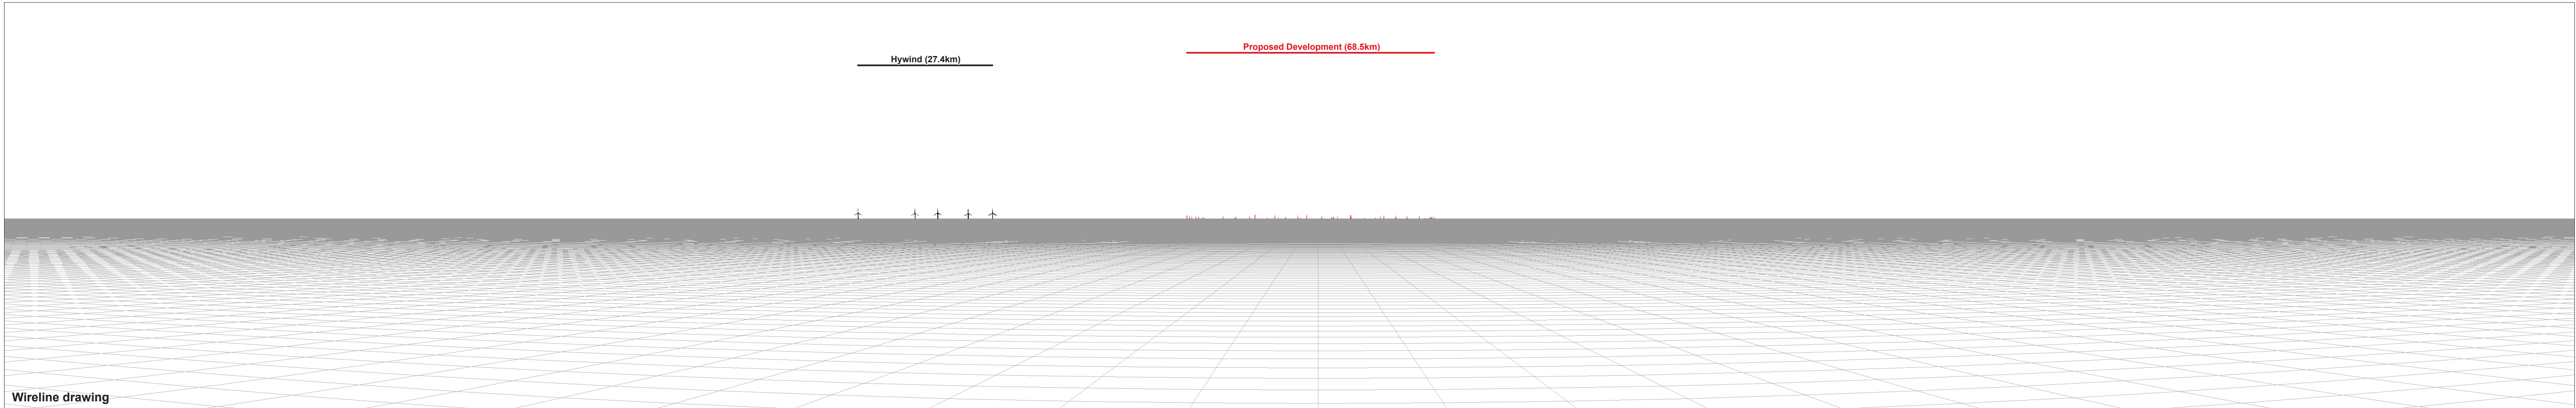 Proposed Development (68.5km)
Hywind (27.4km)
Wireline drawing